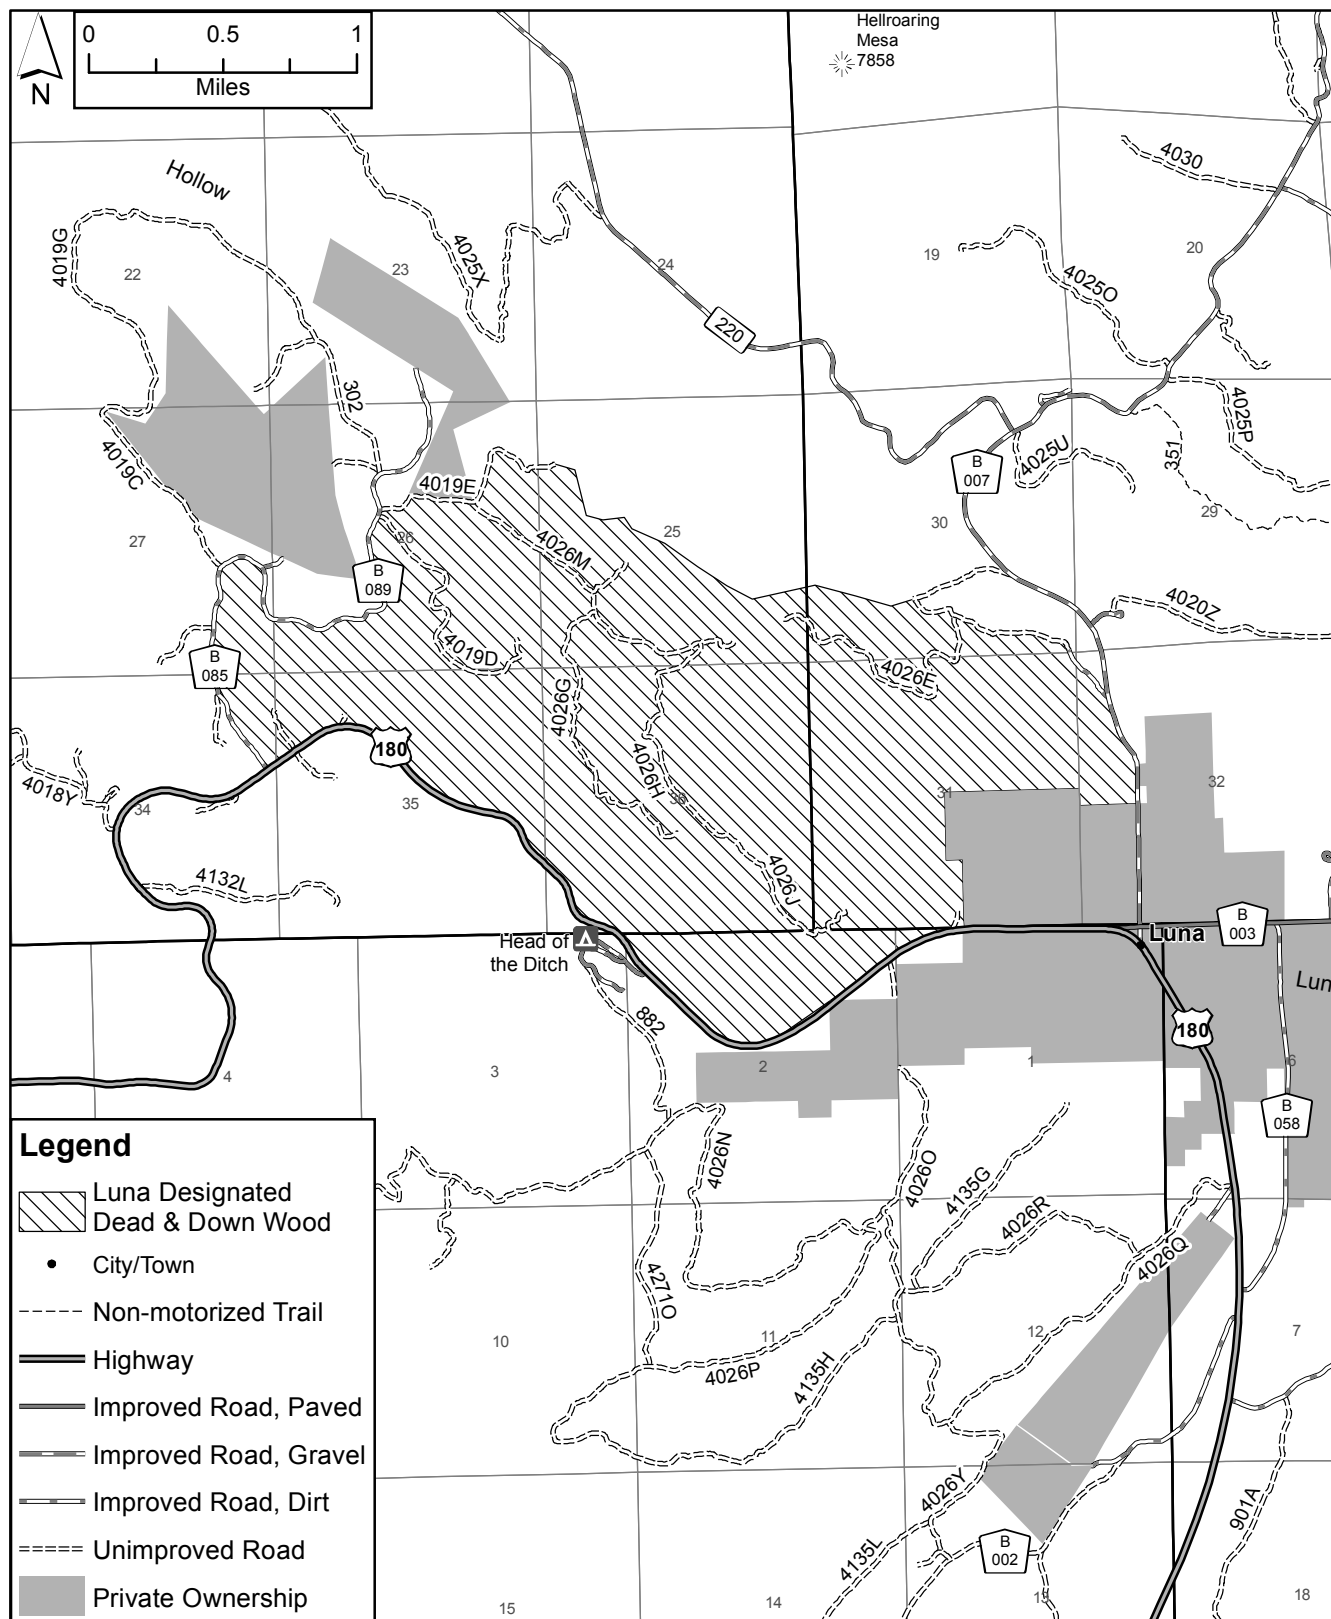 Hellroaring
Mesa
7858
0 0.5 1
Miles
N
Hollow
4030
4019G
22
23
4025X
24
19
20
4025O
220
302
4019C
4025P
4025U
351
B
007
4019E
27
26
25
30
29
4026M
B
089
4020Z
4019D
B
085
4026G
4026E
180
4026H
4018Y
34
35
36
31
32
4132L
4026J
Head of
the Ditch
Luna
B
003
Lun
882
180
4
3
2
1
6
B
058
4026N
4026O
4135G
4026R
4026Q
4271O
10
11
12
7
4026P
4135H
4026Y
4135L
B
002
901A
15
14
13
18
Legend
Luna Designated
Dead & Down Wood
City/Town
Non-motorized Trail
Highway
Improved Road, Paved
Improved Road, Gravel
Improved Road, Dirt
Unimproved Road
Private Ownership